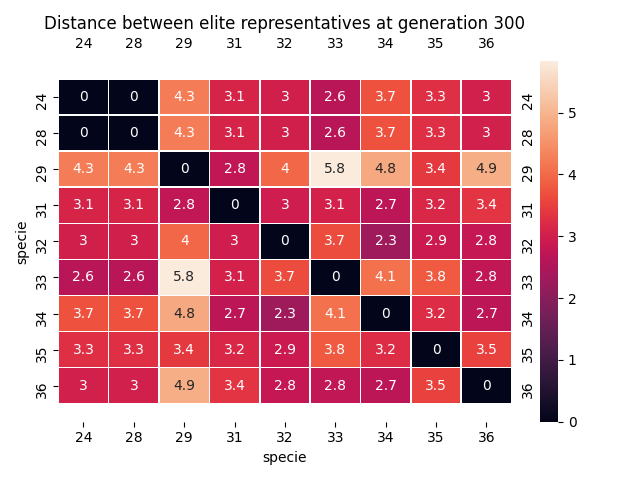 Distance between elite representatives at generation 300
24 28 29 31 32 33 34 35 36
24 0 0 4.3 3.1 3 2.6 3.7 3.3 3 24
28 0 0 4.3 3.1 3 2.6 3.7 3.3 3 28
29 4.3 4.3 0 2.8 4 5.8 4.8 3.4 4.9 29
31 3.1 3.1 2.8 0 3 3.1 2.7 3.2 3.4 31
32 3 3 4 3 0 3.7 2.3 2.9 2.8 32
33 2.6 2.6 5.8 3.1 3.7 0 4.1 3.8 2.8 33
34 3.7 3.7 4.8 2.7 2.3 4.1 0 3.2 2.7 34
35 3.3 3.3 3.4 3.2 2.9 3.8 3.2 0 3.5 35
36 3 3 4.9 3.4 2.8 2.8 2.7 3.5 0 36
24 28 29 31 32 33 34 35 36
specie
specie
5
4
3
2
1
0